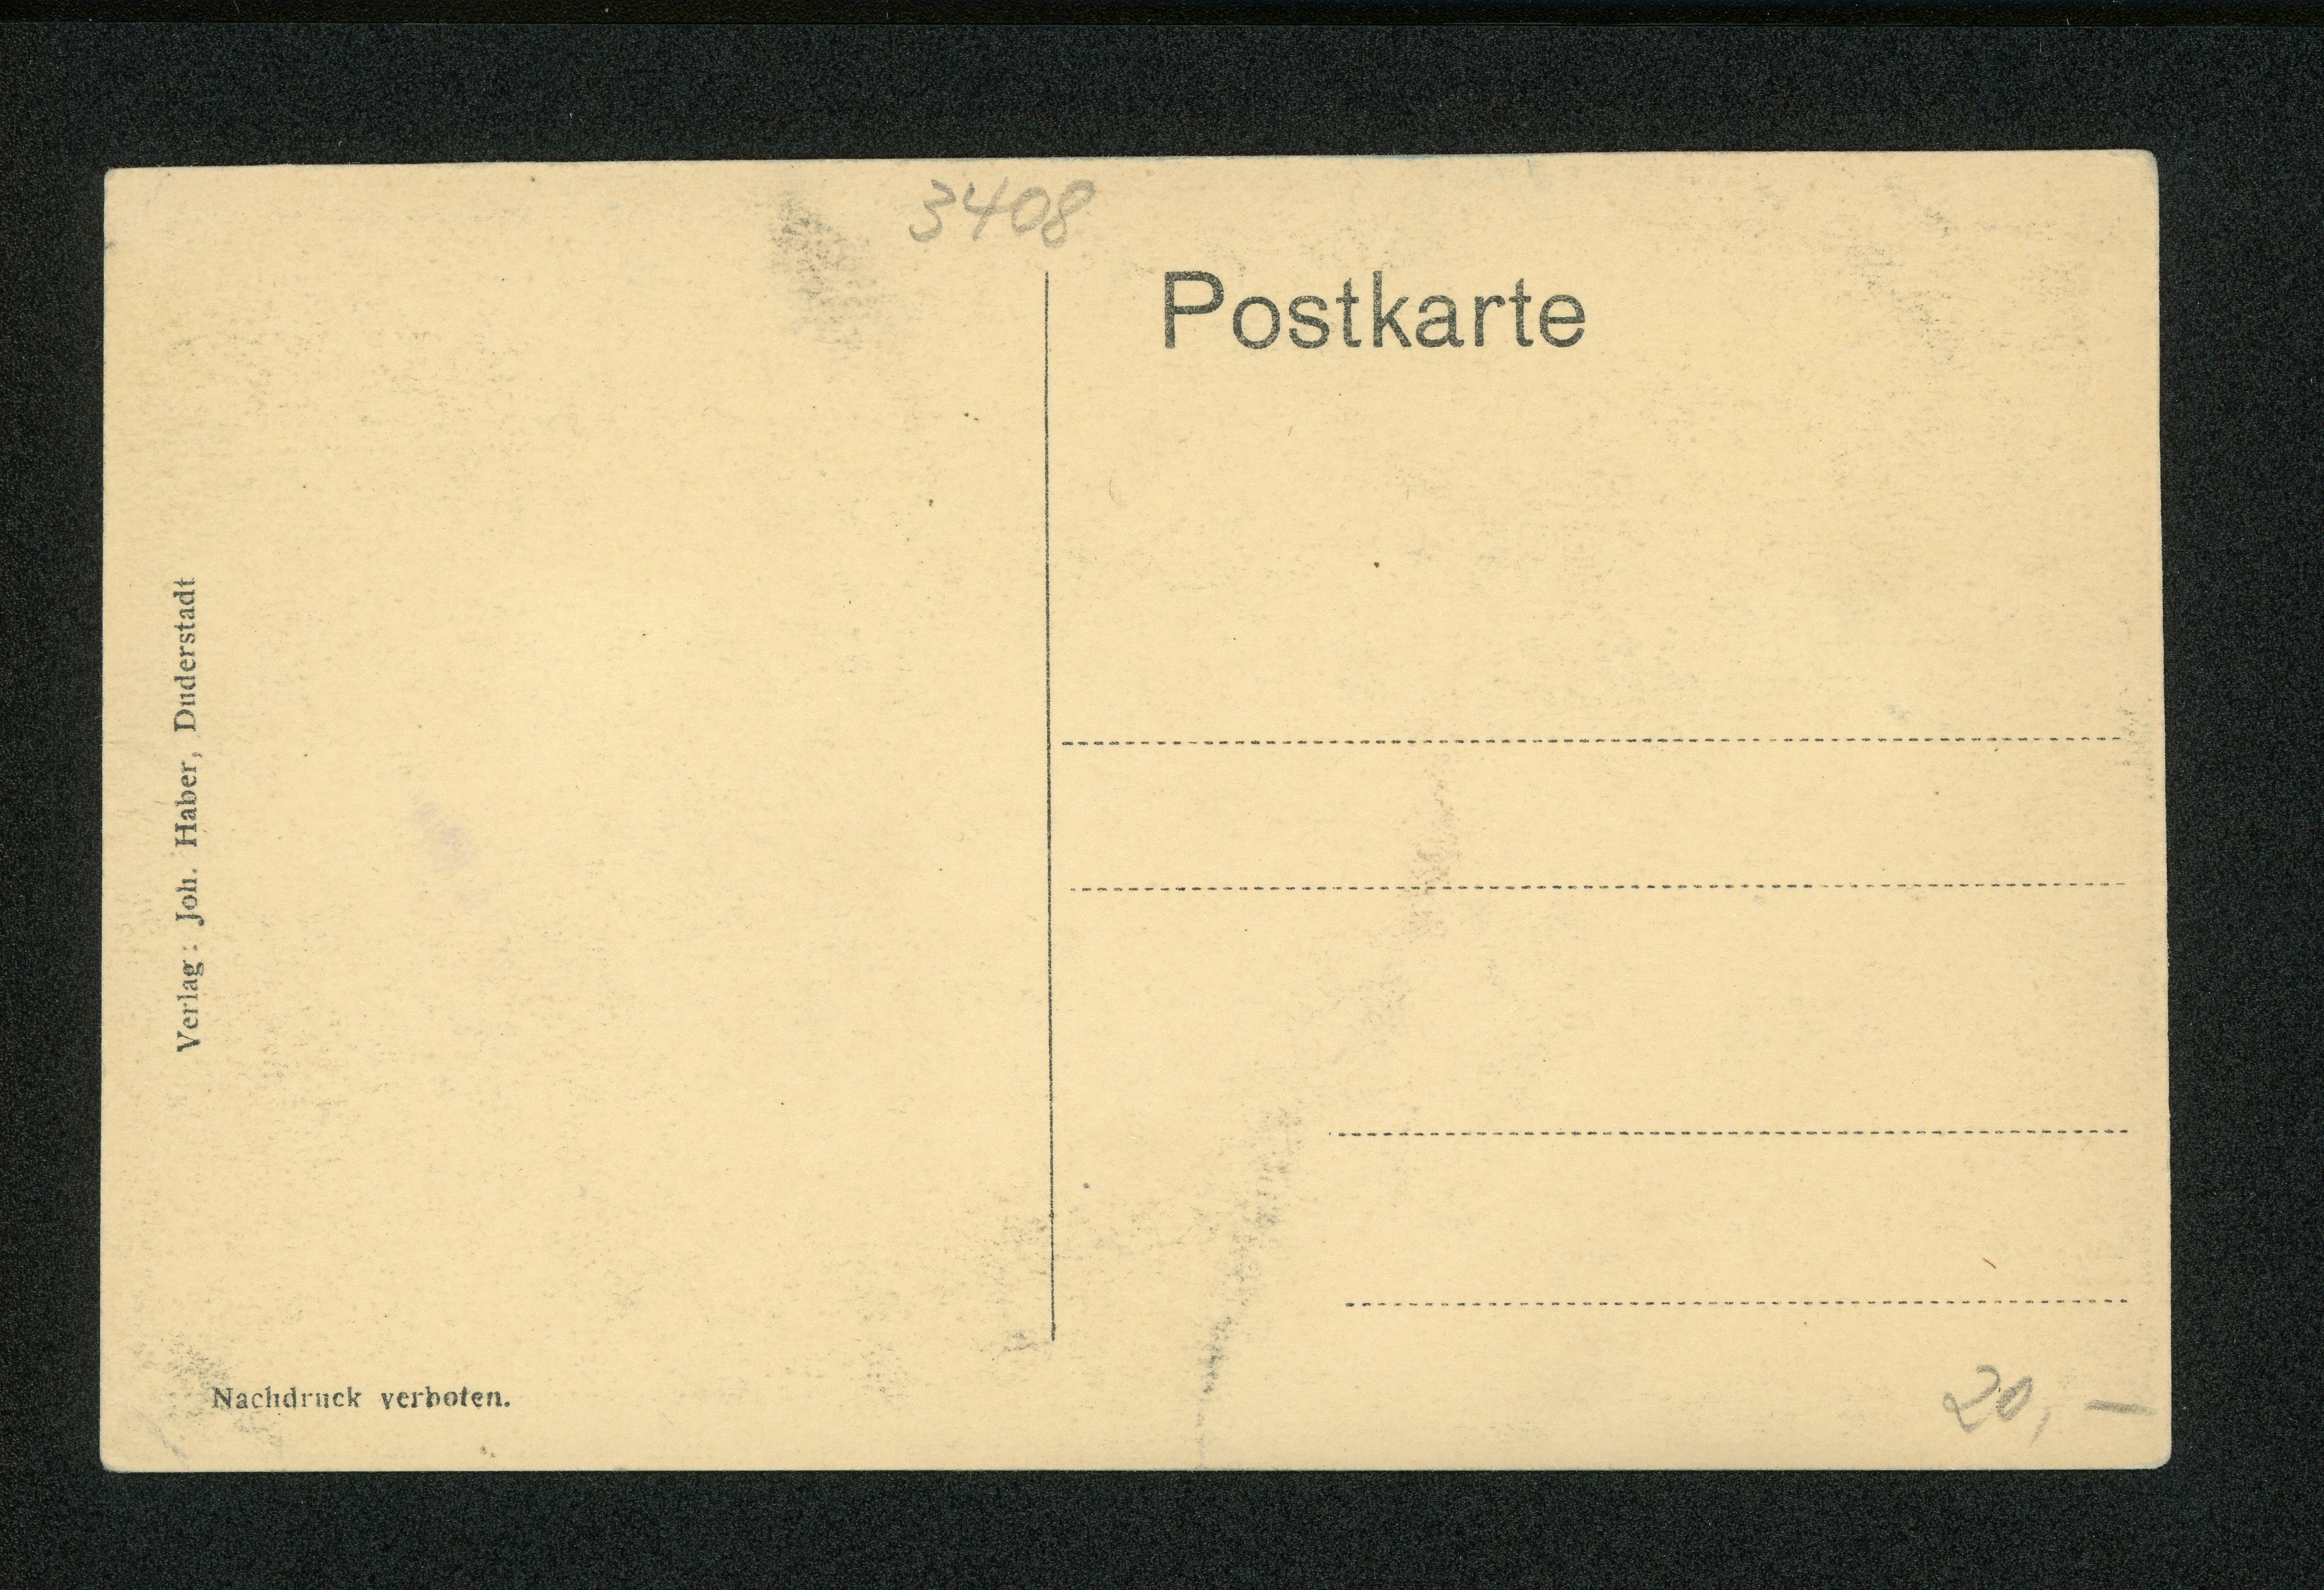 3408
Postkarte
Verlag: Joh. Haber, Duderstadt
Nachdruck verboten.
20,—